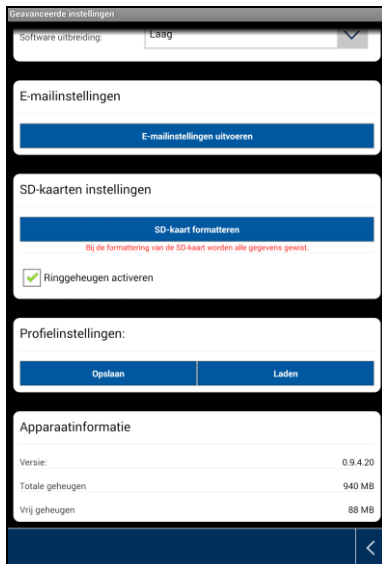 Geavanceerde instellingen
Software uitbreiding: Laag
E-mailinstellingen
E-mailinstellingen uitvoeren
SD-kaarten instellingen
SD-kaart formatteren
Bij de formattering van de SD-kaart worden alle gegevens gewist.
Ringgeheugen activeren
Profielinstellingen:
Opslaan Laden
Apparaatinformatie
Versie: 0.9.4.20
Totale geheugen 940 MB
Vrij geheugen 88 MB